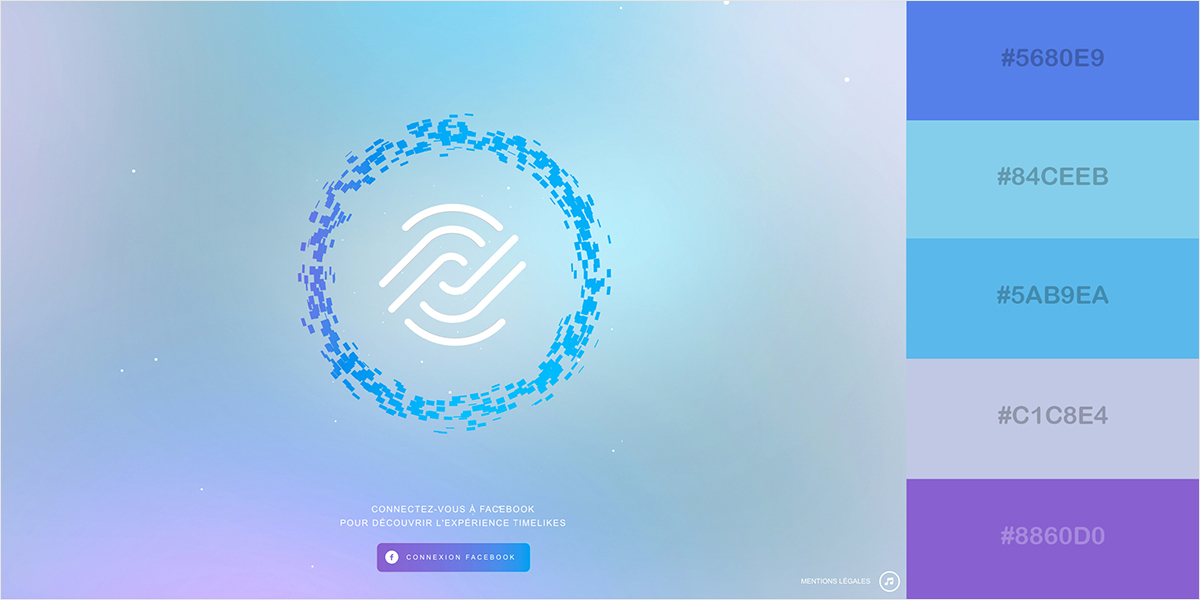 CONNECTEZ-VOUS À FACEBOOK
POUR DÉCOUVRIR L'EXPÉRIENCE TIMELIKES
CONNEXION FACEBOOK
MENTIONS LÉGALES
#5680E9
#84CEEB
#5AB9EA
#C1C8E4
#8860D0